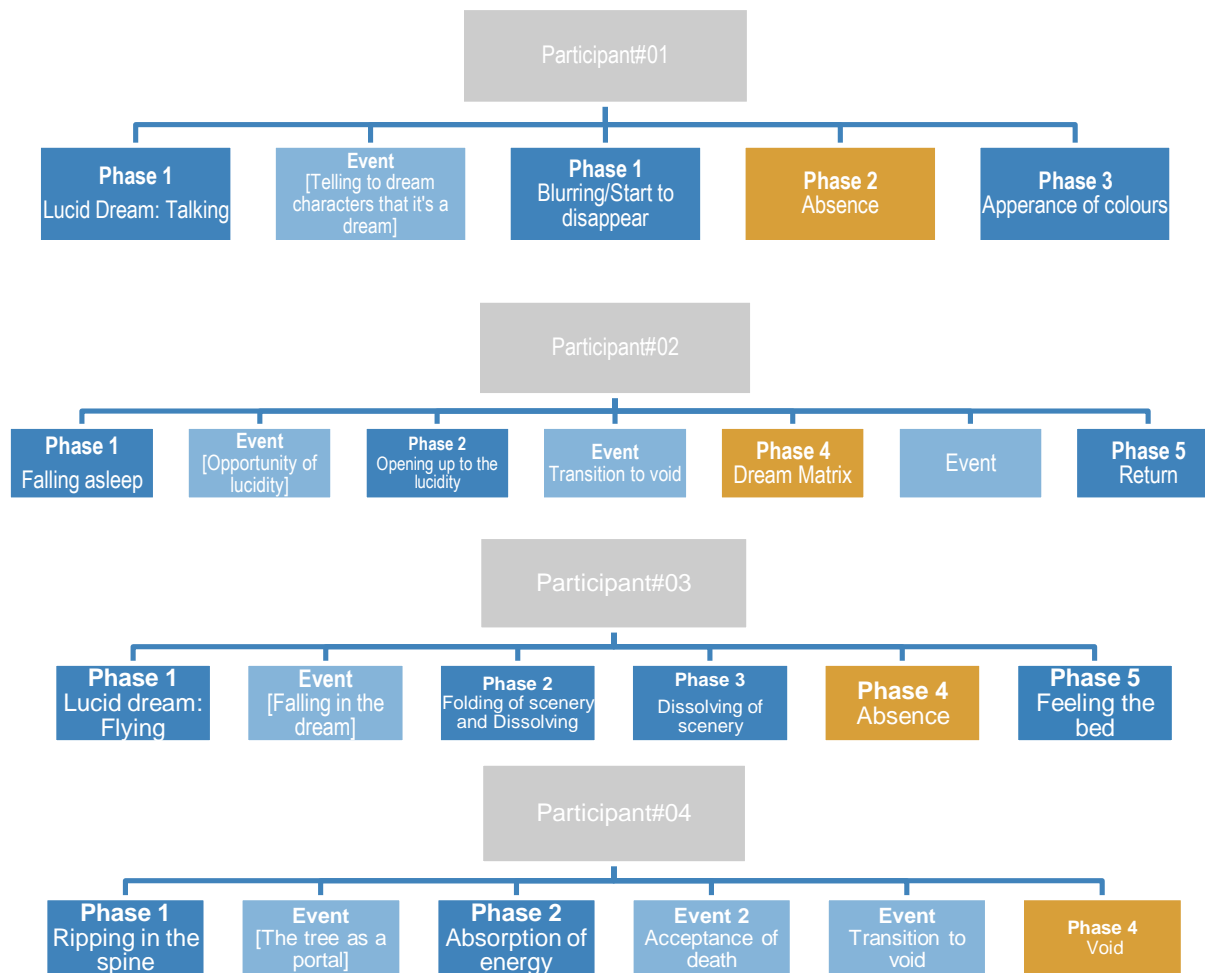 Participant#01
Phase 1
Lucid Dream: Talking
Event
[Telling to dream
characters that it's a
dream]
Phase 1
Blurring/Start to
disappear
Phase 2
Absence
Phase 3
Apperance of colours
Participant#02
Phase 1
Falling asleep
Event
[Opportunity of
lucidity]
Phase 2
Opening up to the
lucidity
Event
Transition to void
Phase 4
Dream Matrix
Event
Phase 5
Return
Participant#03
Phase 1
Lucid dream:
Flying
Event
[Falling in the
dream]
Phase 2
Folding of scenery
and Dissolving
Phase 3
Dissolving of
scenery
Phase 4
Absence
Phase 5
Feeling the
bed
Participant#04
Phase 1
Ripping in the
spine
Event
[The tree as a
portal]
Phase 2
Absorption of
energy
Event 2
Acceptance of
death
Event
Transition to
void
Phase 4
Void